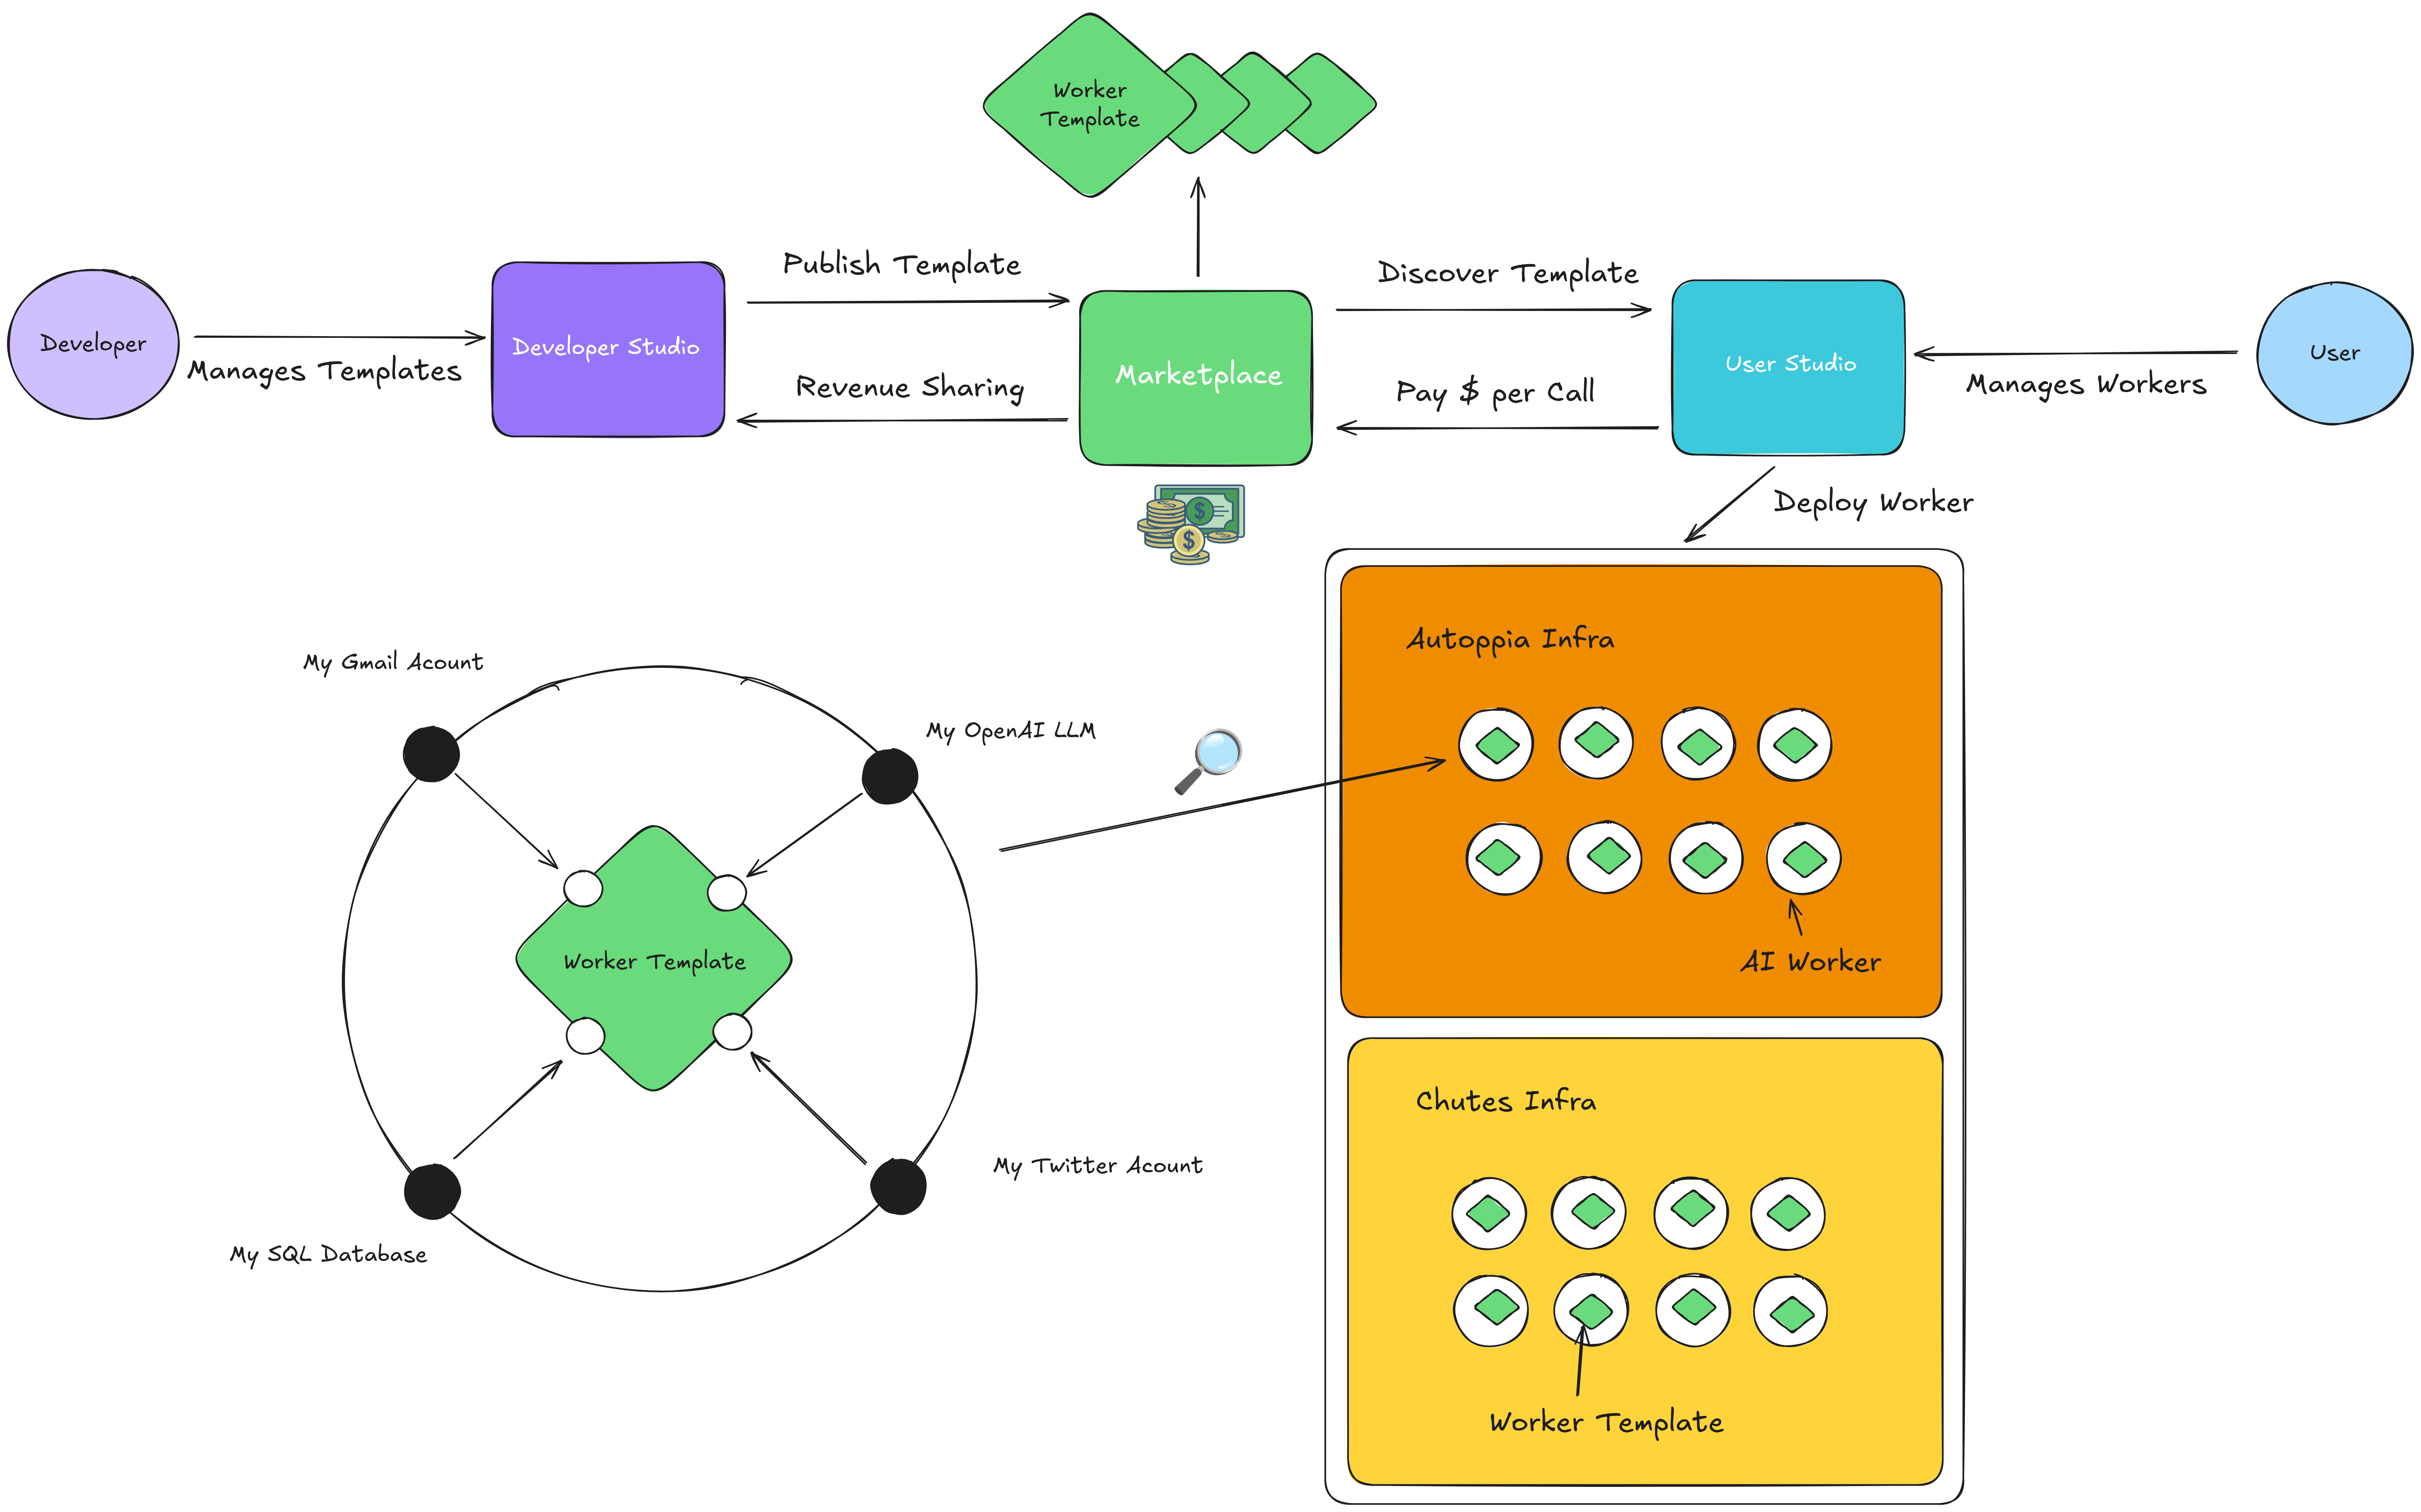 Worker
Template
Publish Template
Discover Template
Developer
Manages Templates
Developer Studio
Revenue Sharing
Marketplace
Pay $ per Call
User Studio
Manages Workers
User
$
$
Deploy Worker
Autoppia Infra
My Gmail Acount
My OpenAI LLM
Worker Template
AI Worker
My SQL Database
My Twitter Acount
Chutes Infra
Worker Template